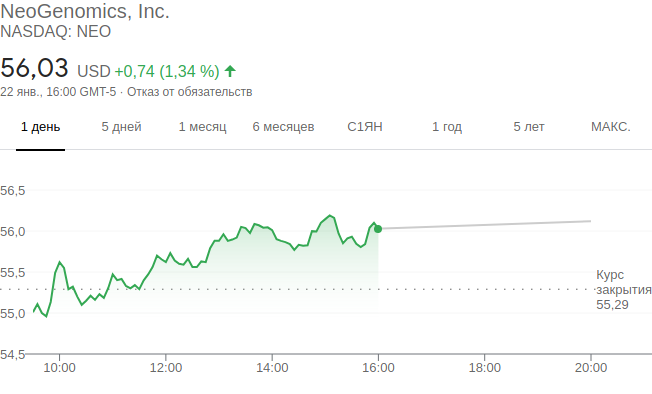 NeoGenomics, Inc.
NASDAQ: NEO
56,03 USD +0,74 (1,34 %)
22 янв., 16:00 GMT-5 · Отказ от обязательств
1 день 5 дней 1 месяц 6 месяцев С1ЯН 1 год 5 лет МАКС.
56,5
56,0
55,5
Курс
закрытия
55,29
55,0
54,5
10:00 12:00 14:00 16:00 18:00 20:00